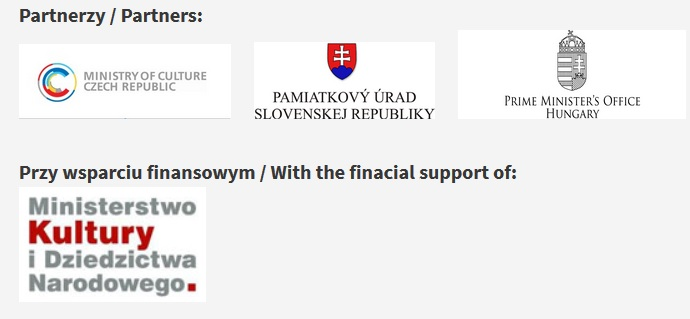 Partnerzy / Partners:
MINISTRY OF CULTURE
CZECH REPUBLIC
PAMIATKOVÝ ÚRAD
SLOVENSKEJ REPUBLIKY
PRIME MINISTER'S OFFICE
HUNGARY
Przy wsparciu finansowym / With the finacial support of:
Ministerstwo
Kultury
i Dziedzictwa
Narodowego.